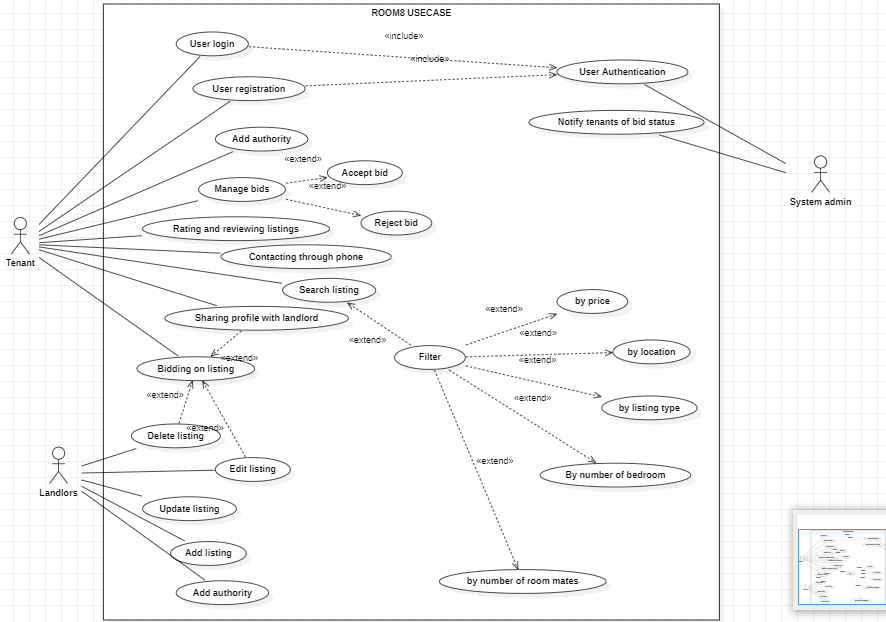 ROOM8 USECASE
«include»
User login
«include»
User Authentication
User registration
Notify tenants of bid status
Add authority
«extend»
Accept bid
Manage bids
«extend»
System admin
Reject bid
Rating and reviewing listings
Contacting through phone
Tenant
Search listing
by price
«extend»
Sharing profile with landlord
«extend»
«extend»
by location
Filter
«extend»
«extend»
Bidding on listing
«extend»
«extend»
by listing type
«extend»
Delete listing
«extend»
Edit listing
By number of bedroom
Landlors
Update listing
Add listing
by number of room mates
Add authority